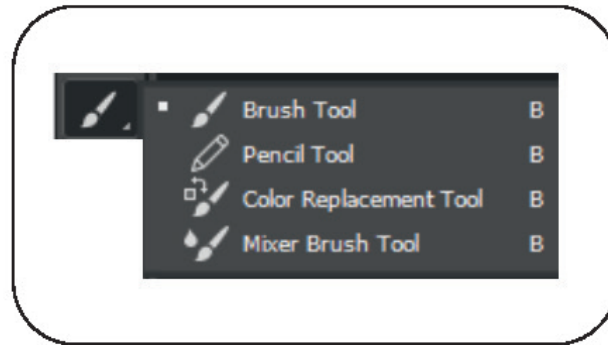 Brush Tool B
Pencil Tool B
Color Replacement Tool B
Mixer Brush Tool B